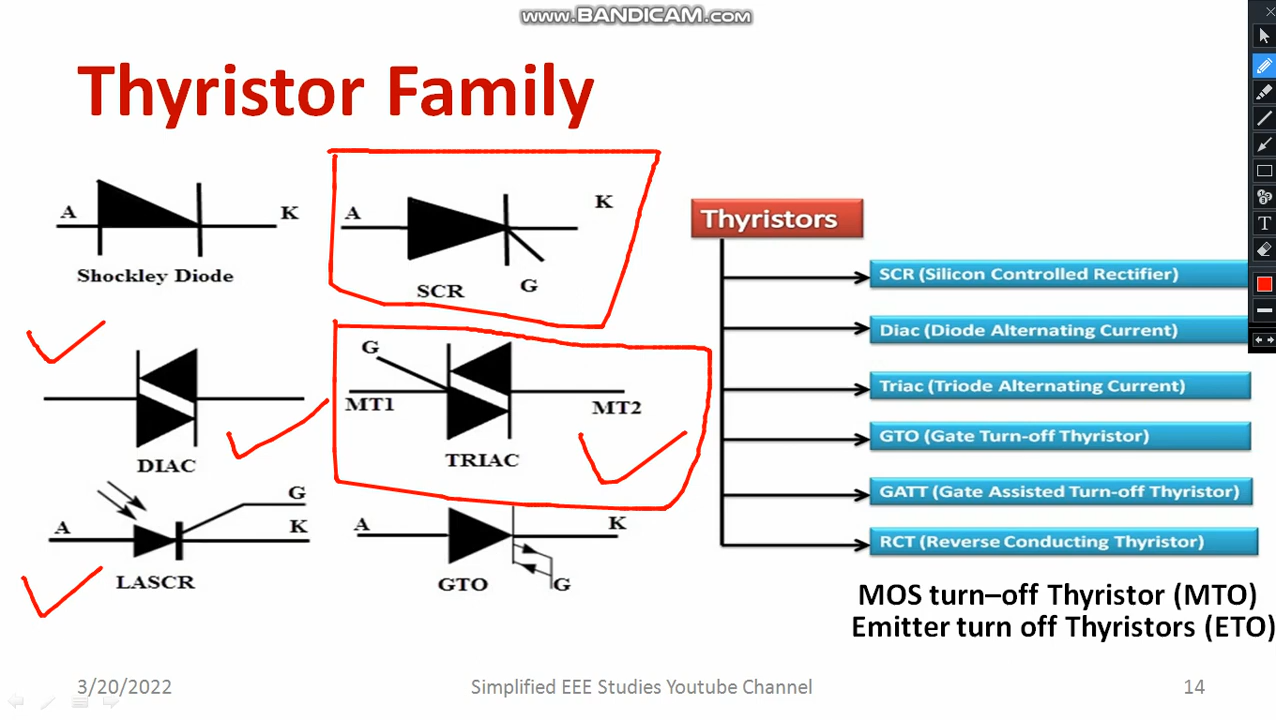 www.BANDICAM.com
Thyristor Family
A
K
Shockley Diode
A
K
G
SCR
DIAC
G
MT1
MT2
TRIAC
A
G
K
LASCR
A
K
G
GTO
Thyristors
SCR (Silicon Controlled Rectifier)
Diac (Diode Alternating Current)
Triac (Triode Alternating Current)
GTO (Gate Turn-off Thyristor)
GATT (Gate Assisted Turn-off Thyristor)
RCT (Reverse Conducting Thyristor)
MOS turn–off Thyristor (MTO)
Emitter turn off Thyristors (ETO)
3/20/2022
Simplified EEE Studies Youtube Channel
14
T